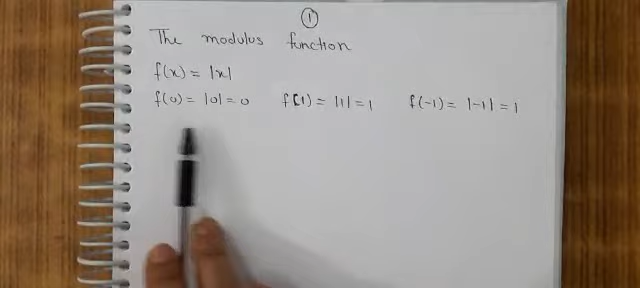 ①
The modulus function
f(x) = |x|
f(0) = |0| = 0 f(1) = |1| = 1 f(-1) = |-1| = 1